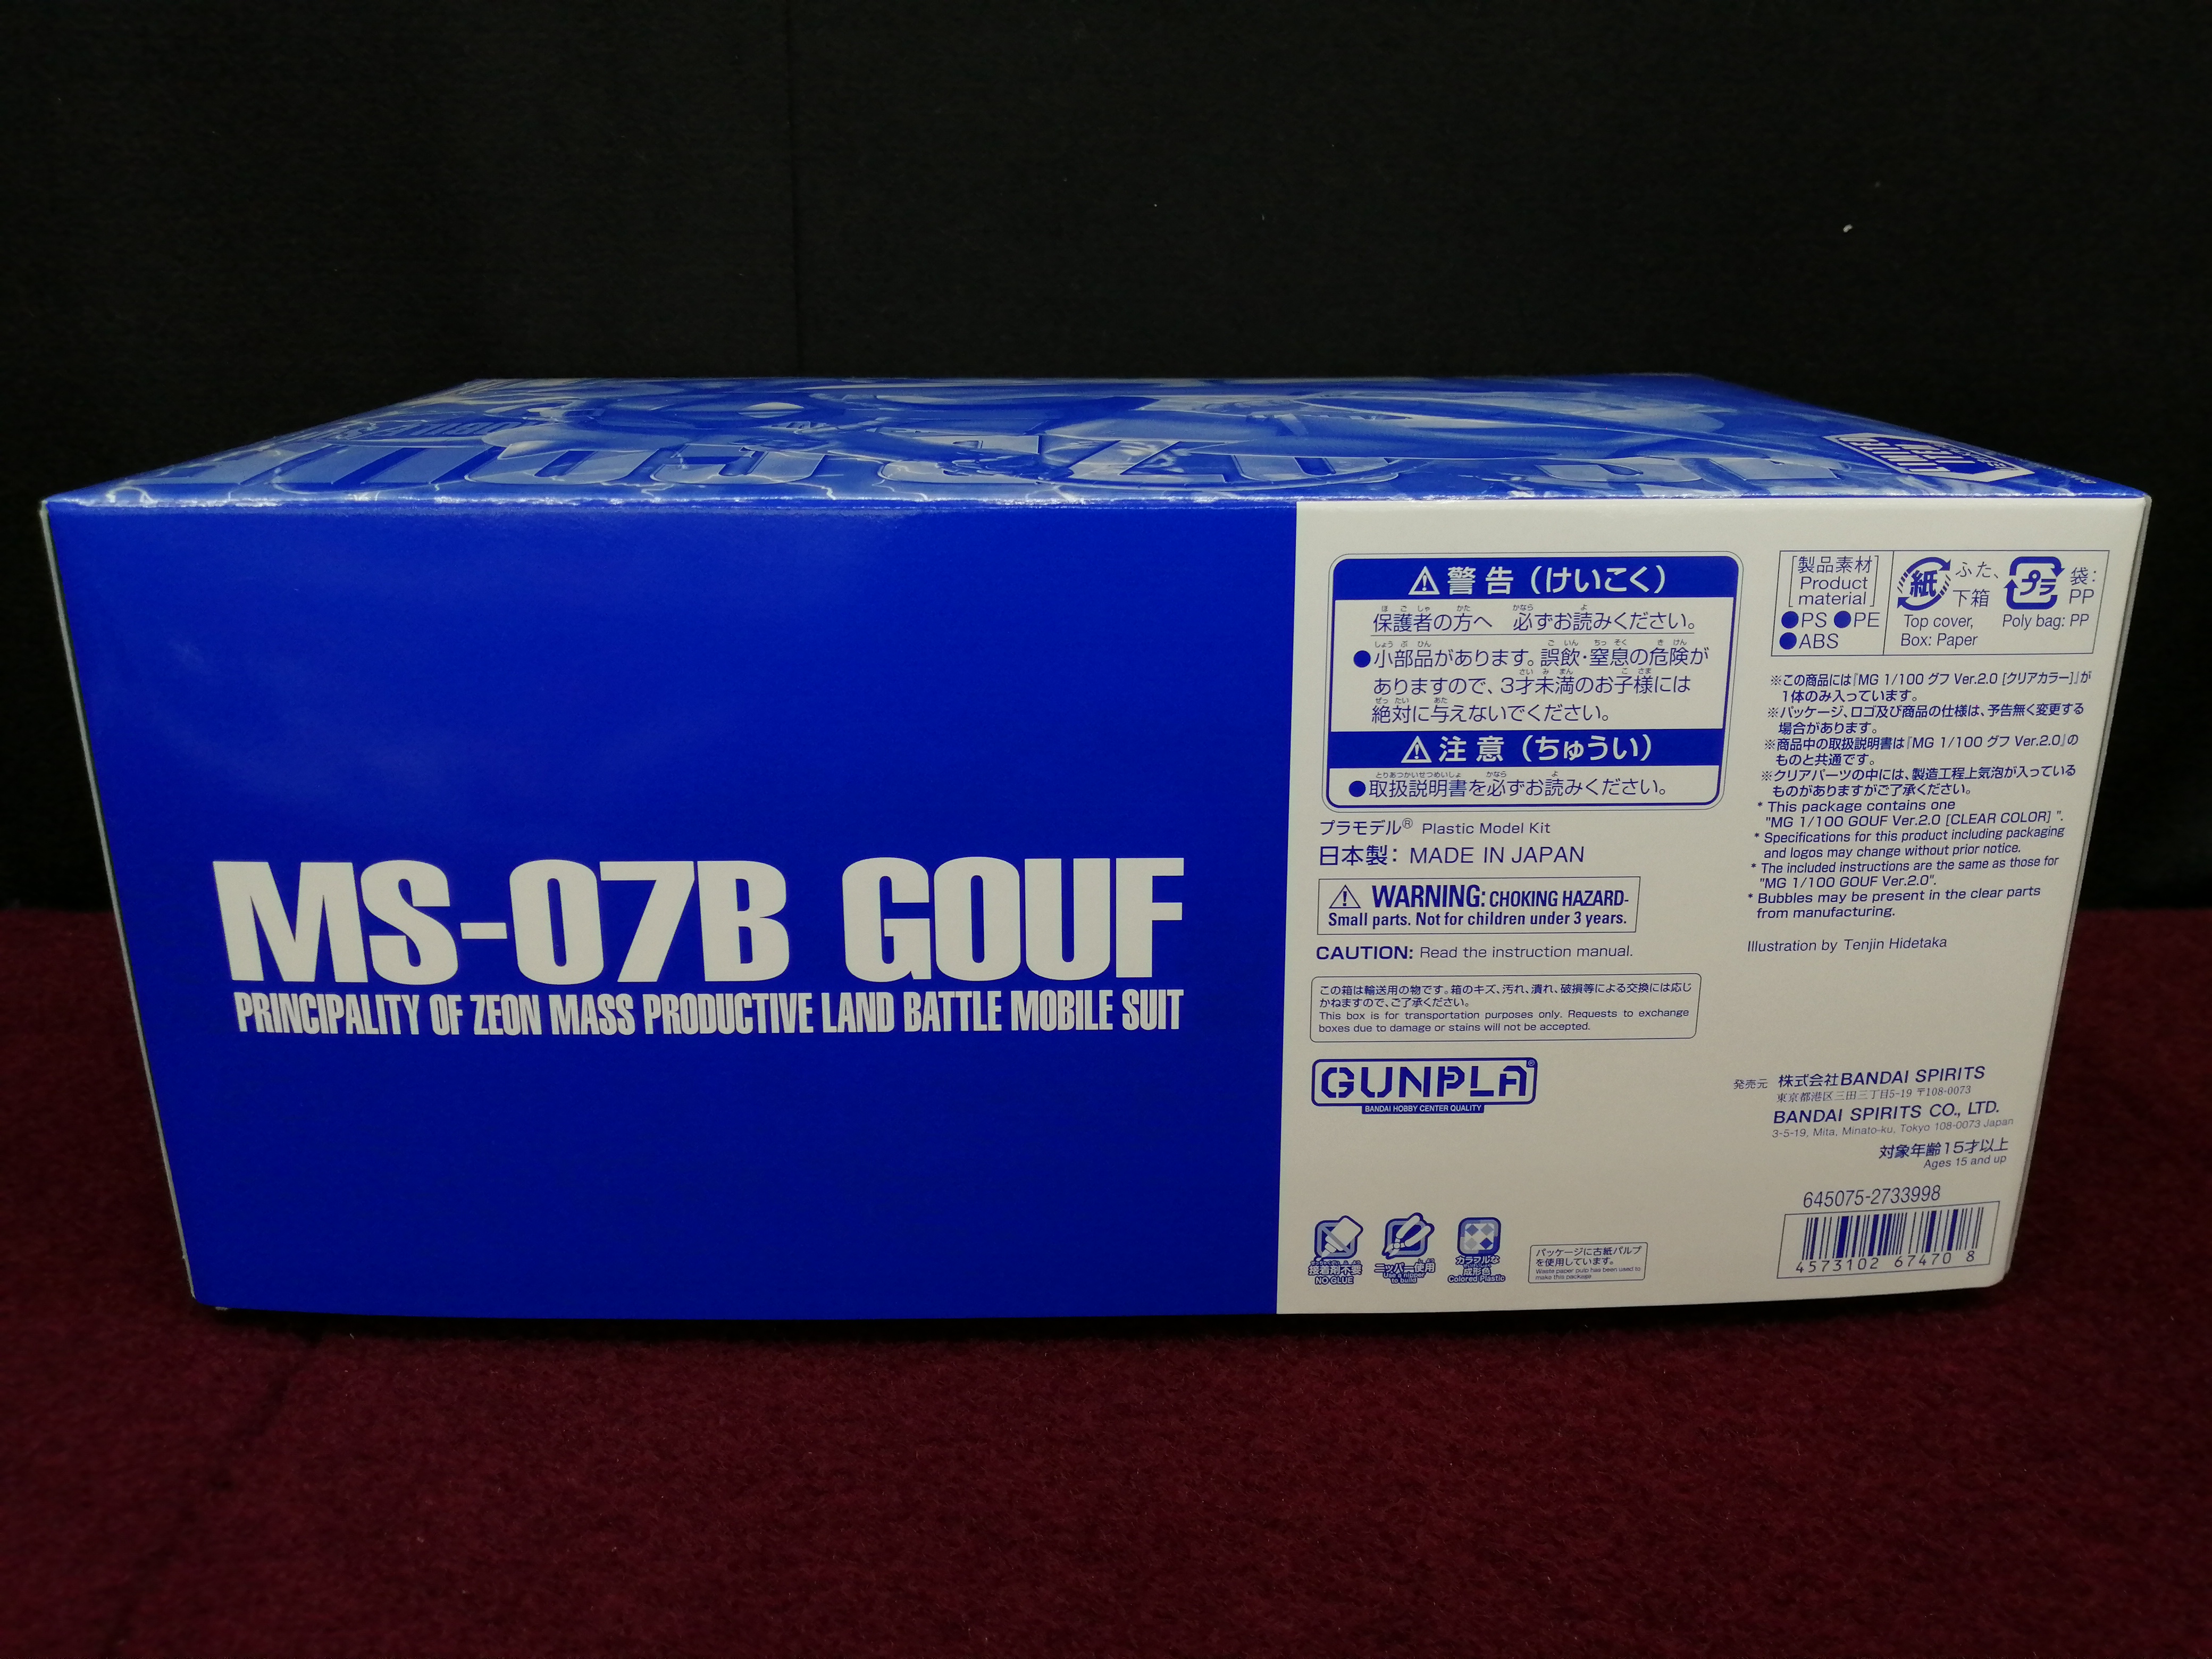 MS-07B GOUF
PRINCIPALITY OF ZEON MASS PRODUCTIVE LAND BATTLE MOBILE SUIT
⚠警告（けいこく）
保護者の方へ 必ずお読みください。
●小部品があります。誤飲・窒息の危険が
ありますので、3才未満のお子様には
絶対に与えないでください。
⚠注意（ちゅうい）
●取扱説明書を必ずお読みください。
プラモデル® Plastic Model Kit
日本製： MADE IN JAPAN
⚠ WARNING: CHOKING HAZARD-
Small parts. Not for children under 3 years.
CAUTION: Read the instruction manual.
この箱は輸送用の物です。箱のキズ、汚れ、潰れ、破損等による交換には応じ
かねますので、ご了承ください。
This box is for transportation purposes only. Requests to exchange
boxes due to damage or stains will not be accepted.
GUNPLA®
BANDAI HOBBY CENTER QUALITY
接着剤不要
NO GLUE
ニッパー使用
Use a nipper
to build
カラフルな
成形色
Colored Plastic
パッケージに古紙パルプ
を使用しています。
Waste paper pulp has been used to
make this package
[製品素材
Product
material]
●PS ●PE
●ABS
紙
ふた、
下箱
Top cover,
Box: Paper
プラ
袋：
PP
Poly bag: PP
※この商品には『MG 1/100 グフ Ver.2.0 [クリアカラー]』が
1体のみ入っています。
※パッケージ、ロゴ及び商品の仕様は、予告無く変更する
場合があります。
※商品中の取扱説明書は『MG 1/100 グフ Ver.2.0』の
ものと共通です。
※クリアパーツの中には、製造工程上気泡が入っている
ものがありますがご了承ください。
* This package contains one
"MG 1/100 GOUF Ver.2.0 [CLEAR COLOR] ".
* Specifications for this product including packaging
and logos may change without prior notice.
* The included instructions are the same as those for
"MG 1/100 GOUF Ver.2.0".
* Bubbles may be present in the clear parts
from manufacturing.
Illustration by Tenjin Hidetaka
発売元 株式会社BANDAI SPIRITS
東京都港区三田三丁目5-19 〒108-0073
BANDAI SPIRITS CO., LTD.
3-5-19, Mita, Minato-ku, Tokyo 108-0073 Japan
対象年齢15才以上
Ages 15 and up
645075-2733998
4573102 67470 8